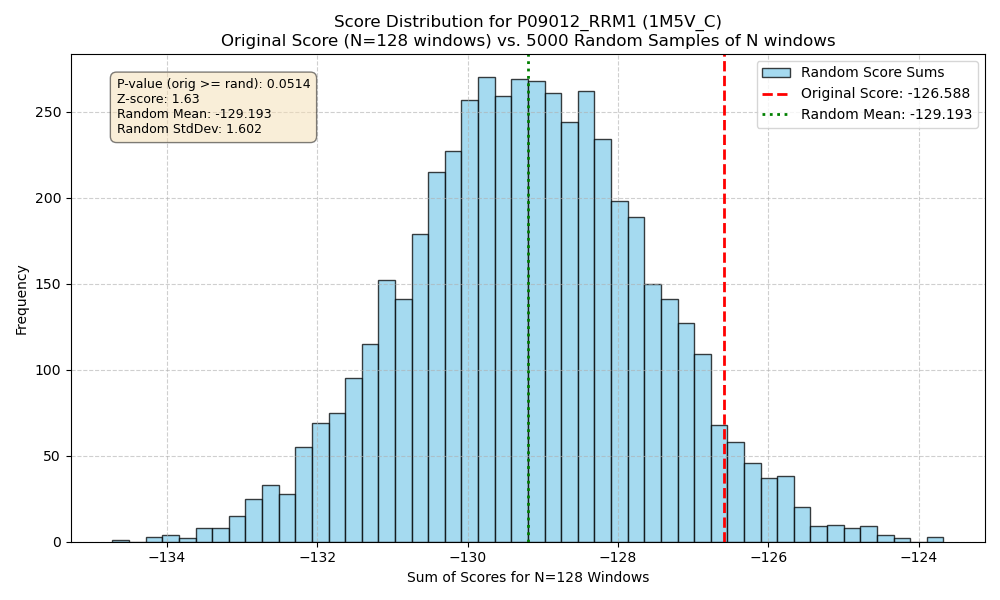 Score Distribution for P09012_RRM1 (1M5V_C)
Original Score (N=128 windows) vs. 5000 Random Samples of N windows
P-value (orig >= rand): 0.0514
Z-score: 1.63
Random Mean: -129.193
Random StdDev: 1.602
Random Score Sums
Original Score: -126.588
Random Mean: -129.193
Frequency
250
200
150
100
50
0
−134
−132
−130
−128
−126
−124
Sum of Scores for N=128 Windows